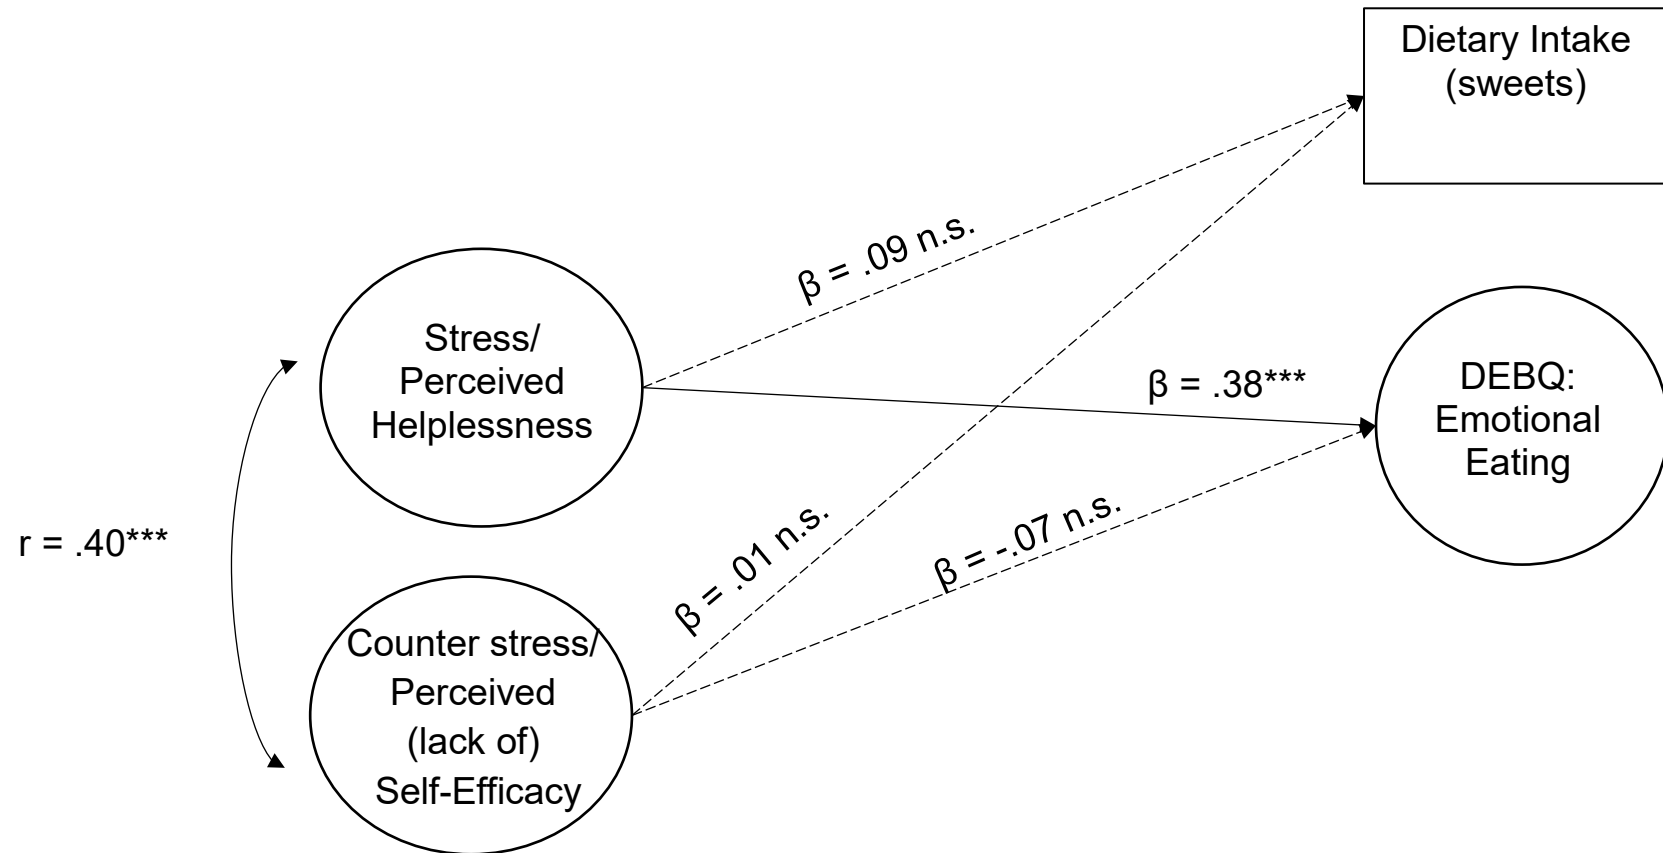 Dietary Intake
(sweets)
β = .09 n.s.
Stress/
Perceived
Helplessness
β = .38***
DEBQ:
Emotional
Eating
r = .40***
β = .01 n.s.
β = -.07 n.s.
Counter stress/
Perceived
(lack of)
Self-Efficacy